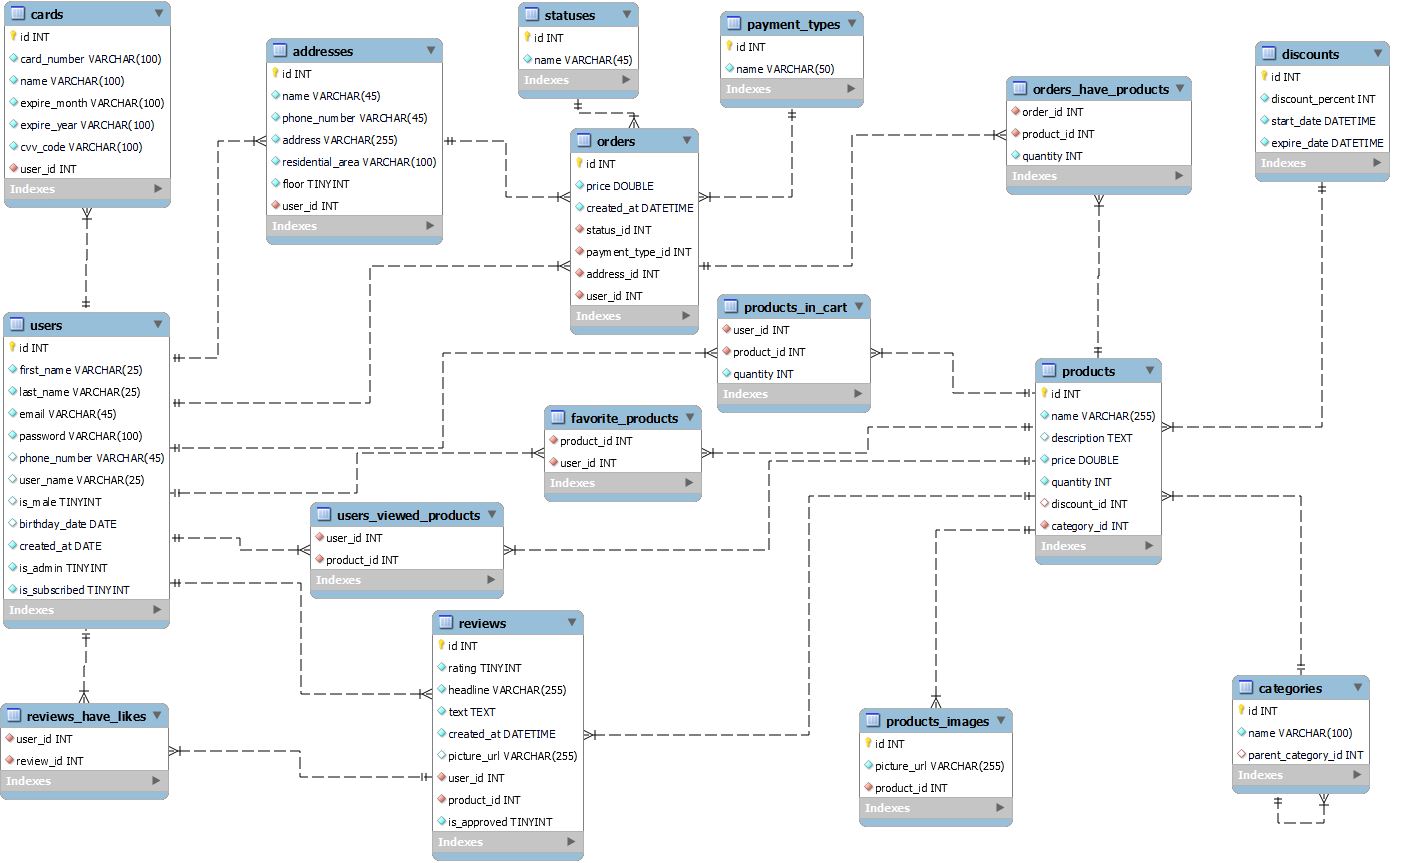 cards
id INT
card_number VARCHAR(100)
name VARCHAR(100)
expire_month VARCHAR(100)
expire_year VARCHAR(100)
cvv_code VARCHAR(100)
user_id INT
Indexes
addresses
id INT
name VARCHAR(45)
phone_number VARCHAR(45)
address VARCHAR(255)
residential_area VARCHAR(100)
floor TINYINT
user_id INT
Indexes
statuses
id INT
name VARCHAR(45)
Indexes
payment_types
id INT
name VARCHAR(50)
Indexes
orders
id INT
price DOUBLE
created_at DATETIME
status_id INT
payment_type_id INT
address_id INT
user_id INT
Indexes
orders_have_products
order_id INT
product_id INT
quantity INT
Indexes
discounts
id INT
discount_percent INT
start_date DATETIME
expire_date DATETIME
Indexes
users
id INT
first_name VARCHAR(25)
last_name VARCHAR(25)
email VARCHAR(45)
password VARCHAR(100)
phone_number VARCHAR(45)
user_name VARCHAR(25)
is_male TINYINT
birthday_date DATE
created_at DATE
is_admin TINYINT
is_subscribed TINYINT
Indexes
products_in_cart
user_id INT
product_id INT
quantity INT
Indexes
favorite_products
product_id INT
user_id INT
Indexes
users_viewed_products
user_id INT
product_id INT
Indexes
products
id INT
name VARCHAR(255)
description TEXT
price DOUBLE
quantity INT
discount_id INT
category_id INT
Indexes
reviews
id INT
rating TINYINT
headline VARCHAR(255)
text TEXT
created_at DATETIME
picture_url VARCHAR(255)
user_id INT
product_id INT
is_approved TINYINT
Indexes
reviews_have_likes
user_id INT
review_id INT
Indexes
products_images
id INT
picture_url VARCHAR(255)
product_id INT
Indexes
categories
id INT
name VARCHAR(100)
parent_category_id INT
Indexes